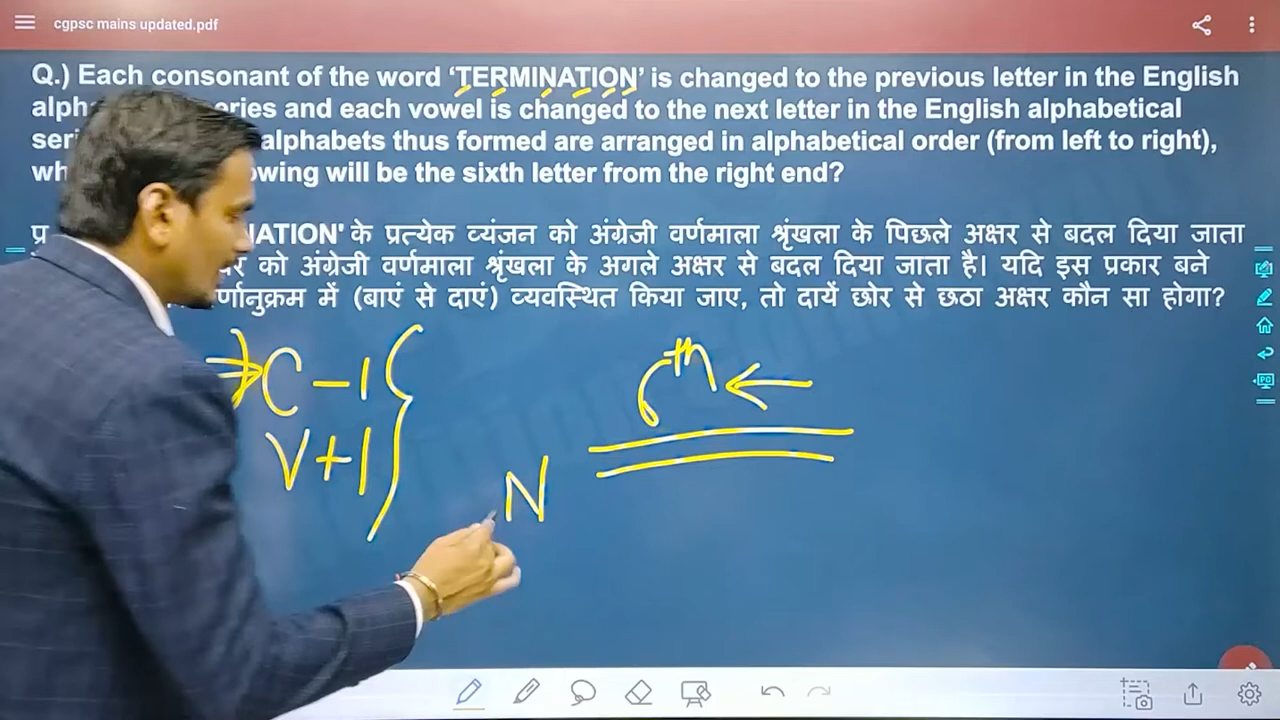 cgpsc mains updated.pdf
Q.) Each consonant of the word ‘TERMINATION’ is changed to the previous letter in the English
alpha eries and each vowel is changed to the next letter in the English alphabetical
seri alphabets thus formed are arranged in alphabetical order (from left to right),
wh owing will be the sixth letter from the right end?
प्र NATION' के प्रत्येक व्यंजन को अंग्रेजी वर्णमाला श्रृंखला के पिछले अक्षर से बदल दिया जाता
को अंग्रेजी वर्णमाला श्रृंखला के अगले अक्षर से बदल दिया जाता है। यदि इस प्रकार बने
र्णानुक्रम में (बाएं से दाएं) व्यवस्थित किया जाए, तो दायें छोर से छठा अक्षर कौन सा होगा?
C-1
6th
V+1
N